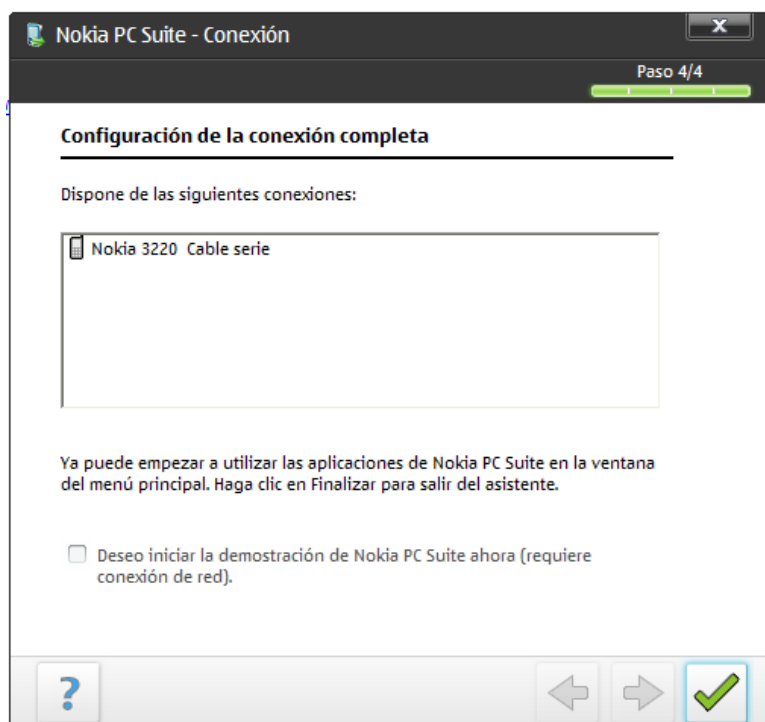 Nokia PC Suite - Conexión
x
Paso 4/4
Configuración de la conexión completa
Dispone de las siguientes conexiones:
Nokia 3220 Cable serie
Ya puede empezar a utilizar las aplicaciones de Nokia PC Suite en la ventana
del menú principal. Haga clic en Finalizar para salir del asistente.
Deseo iniciar la demostración de Nokia PC Suite ahora (requiere
conexión de red).
?